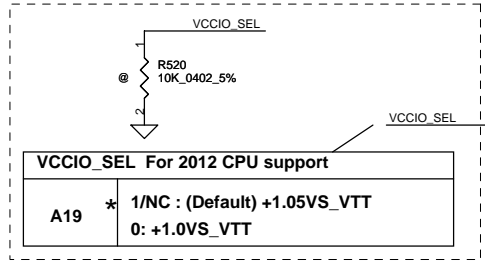 VCCIO_SEL
1
R520
@
10K_0402_5%
2
VCCIO_SEL
VCCIO_SEL For 2012 CPU support
A19
*
1/NC : (Default) +1.05VS_VTT
0: +1.0VS_VTT